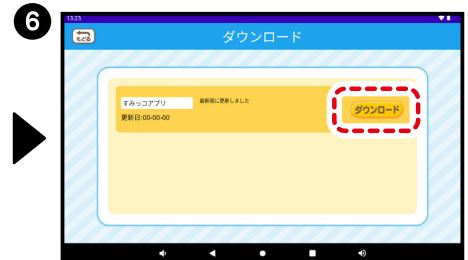 6
13:23
もどる
ダウンロード
すみっコアプリ
最新版に更新しました
更新日:00-00-00
ダウンロード